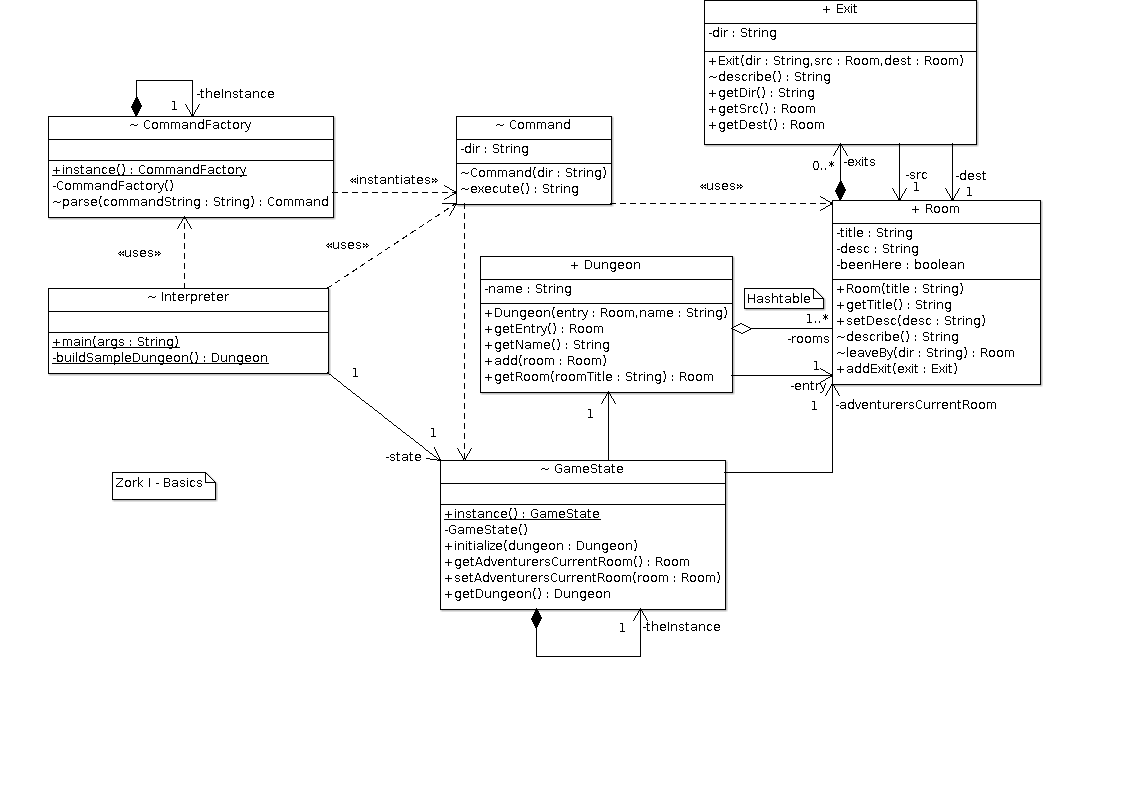 + Exit
-dir : String
+Exit(dir : String,src : Room,dest : Room)
~describe() : String
+getDir() : String
+getSrc() : Room
+getDest() : Room
-theInstance
1
~ CommandFactory
+instance() : CommandFactory
-CommandFactory()
~parse(commandString : String) : Command
«instantiates»
~ Command
-dir : String
~Command(dir : String)
~execute() : String
«uses»
0..*
-exits
-src
1
-dest
1
+ Room
-title : String
-desc : String
-beenHere : boolean
+Room(title : String)
+getTitle() : String
+setDesc(desc : String)
~describe() : String
~leaveBy(dir : String) : Room
+addExit(exit : Exit)
«uses»
«uses»
~ Interpreter
+main(args : String)
-buildSampleDungeon() : Dungeon
+ Dungeon
-name : String
+Dungeon(entry : Room,name : String)
+getEntry() : Room
+getName() : String
+add(room : Room)
+getRoom(roomTitle : String) : Room
Hashtable
1..*
-rooms
1
-entry
1
-adventurersCurrentRoom
1
1
1
-state
Zork I - Basics
~ GameState
+instance() : GameState
-GameState()
+initialize(dungeon : Dungeon)
+getAdventurersCurrentRoom() : Room
+setAdventurersCurrentRoom(room : Room)
+getDungeon() : Dungeon
1
-theInstance